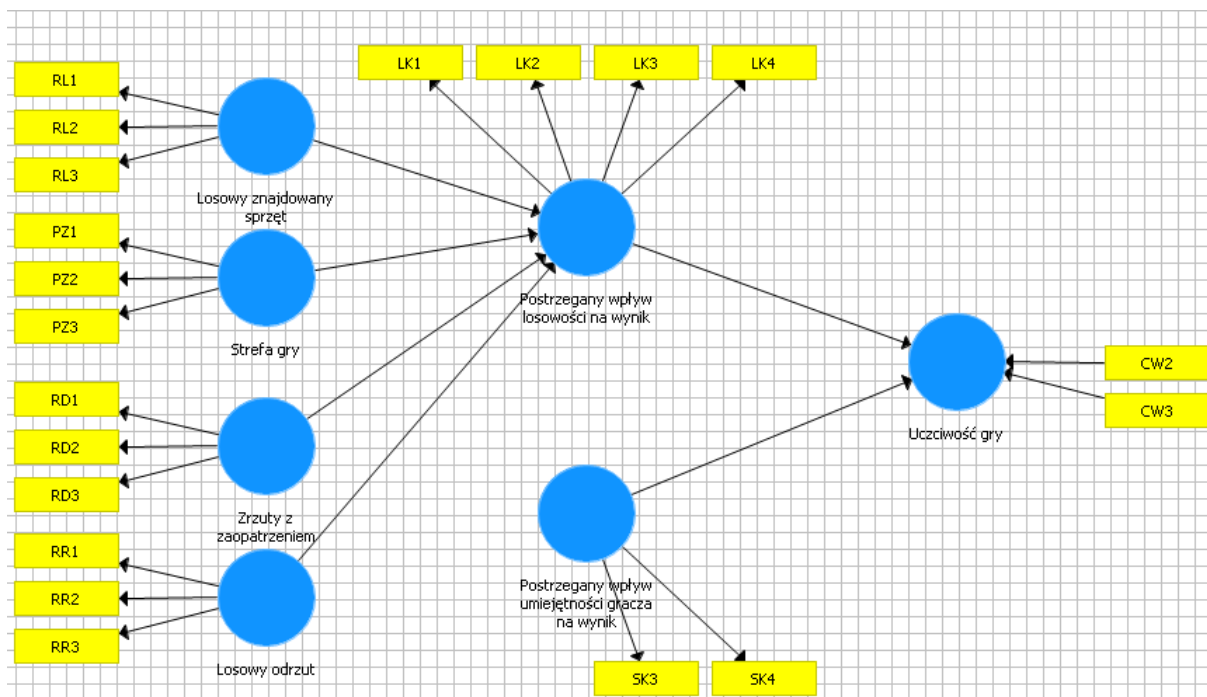 LK1
LK2
LK3
LK4
RL1
RL2
RL3
Losowy znajdowany
sprzęt
PZ1
PZ2
PZ3
Strefa gry
Postrzegany wpływ
losowości na wynik
RD1
RD2
RD3
Zrzuty z
zaopatrzeniem
CW2
CW3
Uczciwość gry
RR1
RR2
RR3
Losowy odrzut
Postrzegany wpływ
umiejętności gracza
na wynik
SK3
SK4